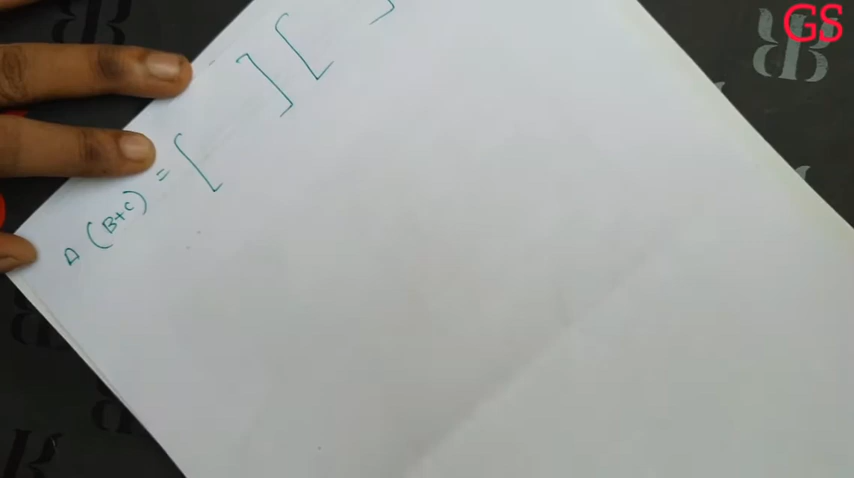 A (B+C) = [ ] [ ]
GS